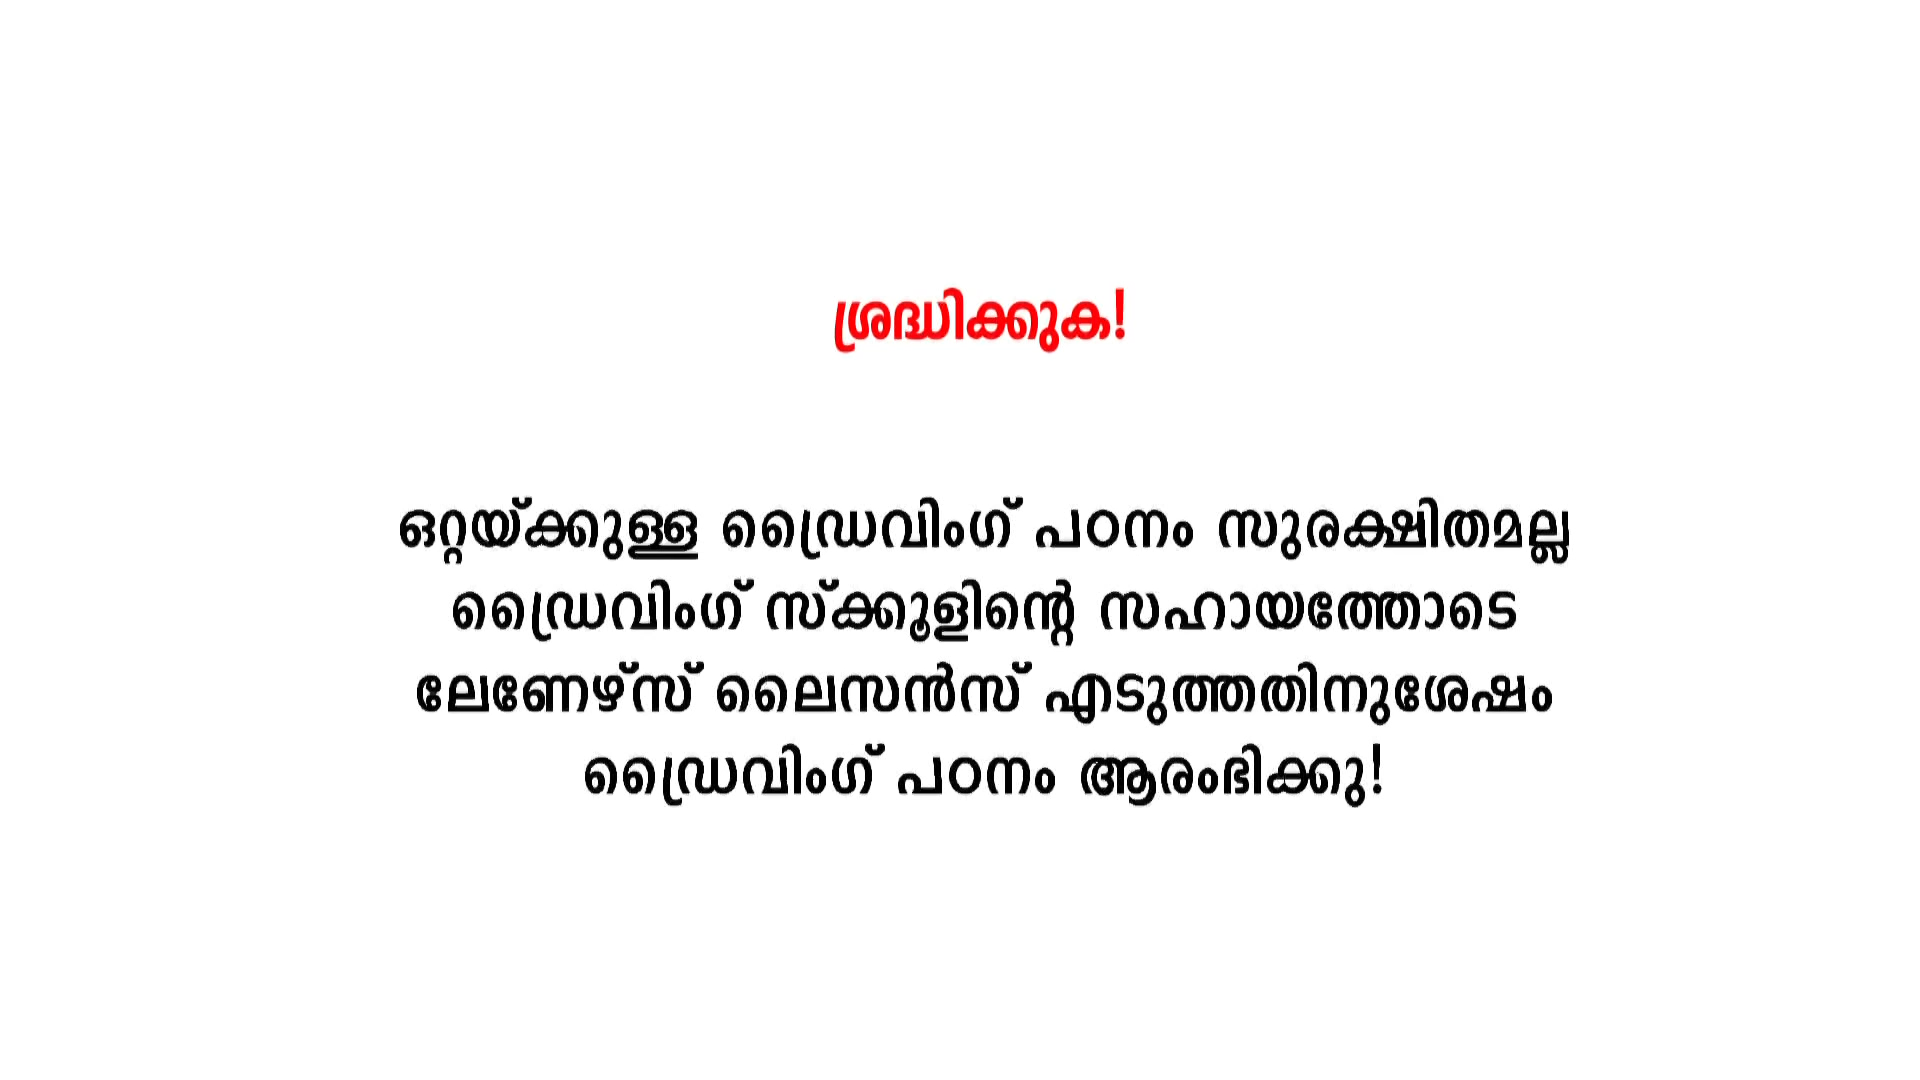 ശ്രദ്ധിക്കുക!
ഒറ്റയ്ക്കുള്ള ഡ്രൈവിംഗ് പഠനം സുരക്ഷിതമല്ല
ഡ്രൈവിംഗ് സ്ക്കൂളിന്റെ സഹായത്തോടെ
ലേണേഴ്സ് ലൈസൻസ് എടുത്തതിനുശേഷം
ഡ്രൈവിംഗ് പഠനം ആരംഭിക്കു!